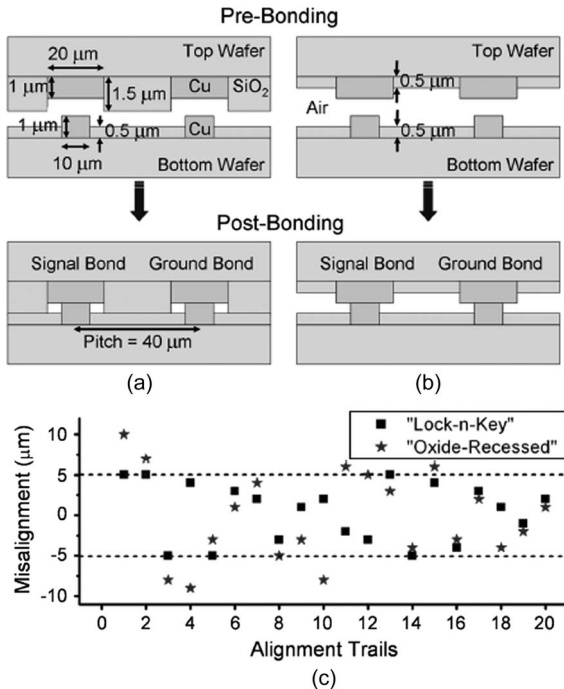 Pre-Bonding
20 μm
Top Wafer
1 μm
1.5 μm
Cu
SiO2
Cu
1 μm
0.5 μm
10 μm
Bottom Wafer
Top Wafer
0.5 μm
Air
0.5 μm
Bottom Wafer
Post-Bonding
Signal Bond Ground Bond
Pitch = 40 μm
Signal Bond Ground Bond
(a) (b)
"Lock-n-Key"
"Oxide-Recessed"
Misalignment (μm)
10
5
0
-5
-10
0 2 4 6 8 10 12 14 16 18 20
Alignment Trails
(c)